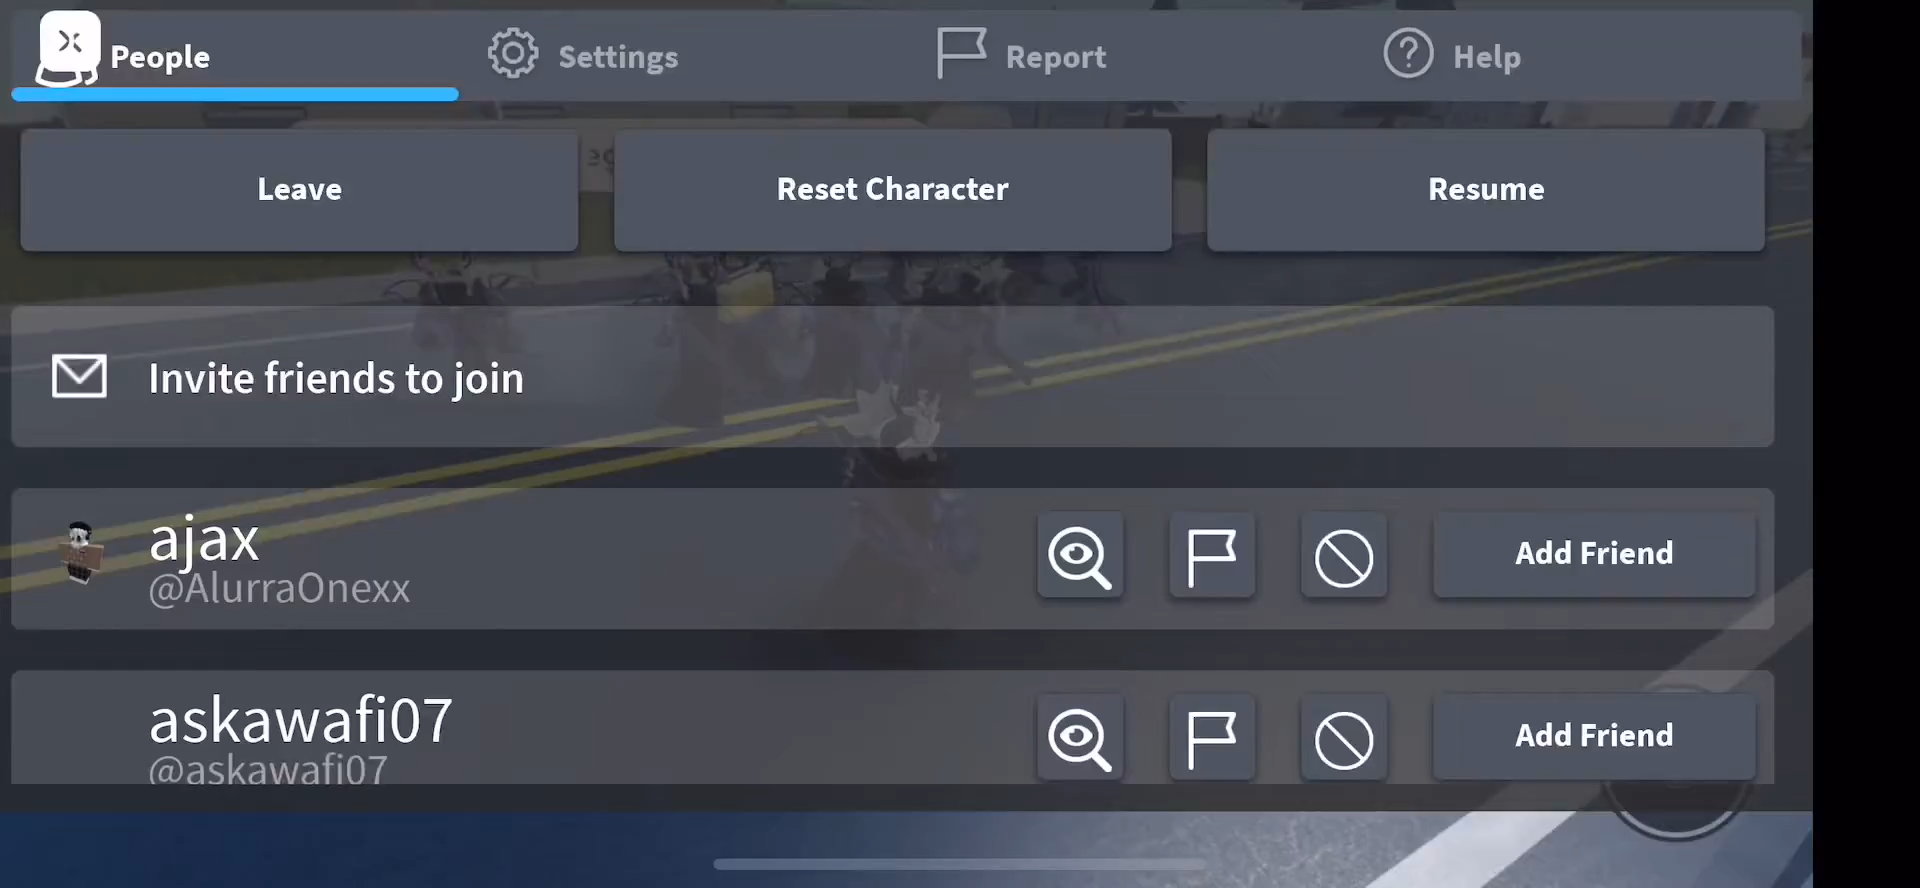 People
Settings
Report
Help
Leave
Reset Character
Resume
Invite friends to join
ajax
@AlurraOnexx
Add Friend
askawafi07
@askawafi07
Add Friend